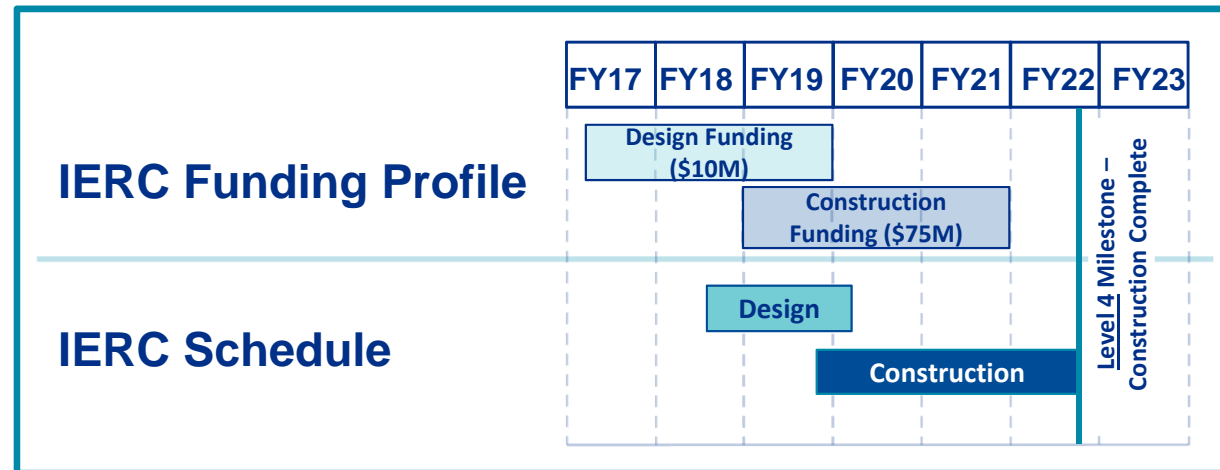 FY17 FY18 FY19 FY20 FY21 FY22 FY23
IERC Funding Profile
Design Funding
($10M)
Construction
Funding ($75M)
IERC Schedule
Design
Construction
Level 4 Milestone –
Construction Complete